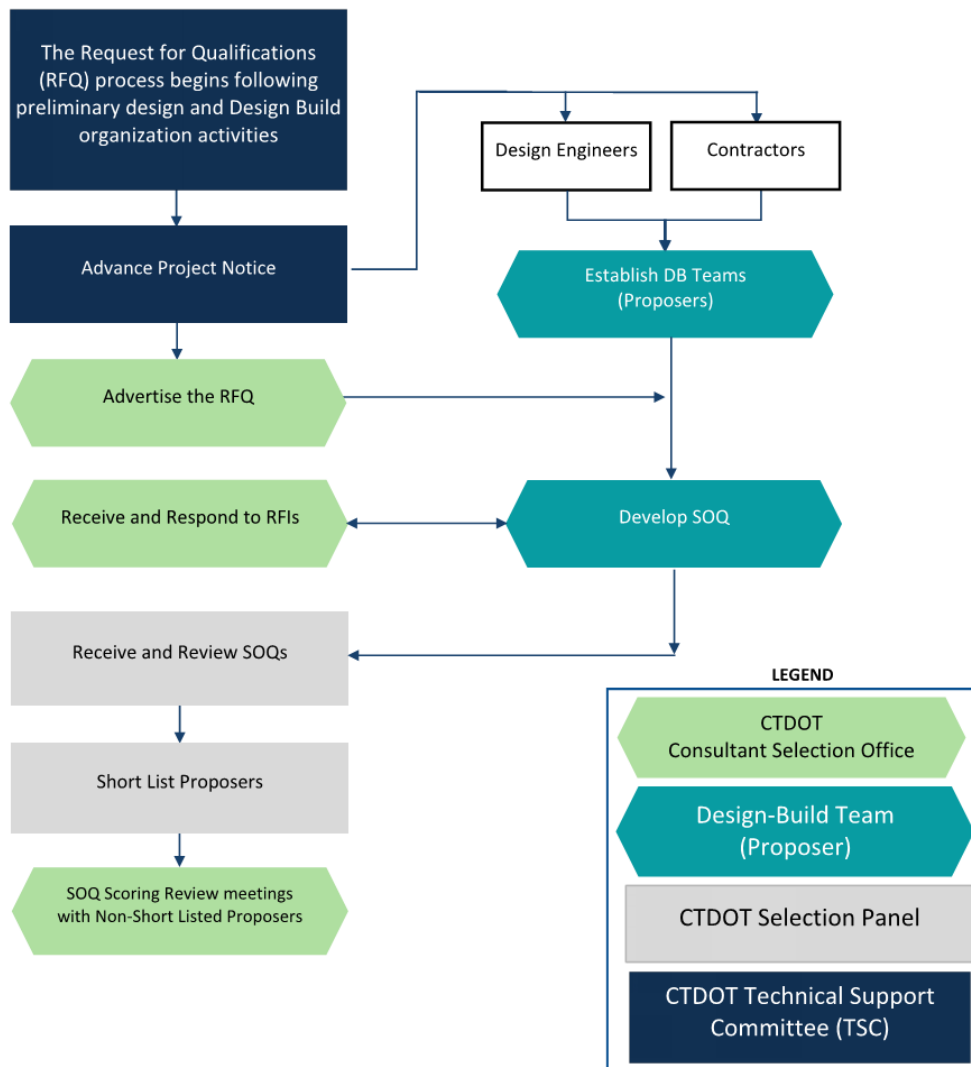 The Request for Qualifications
(RFQ) process begins following
preliminary design and Design Build
organization activities
Design Engineers
Contractors
Advance Project Notice
Establish DB Teams
(Proposers)
Advertise the RFQ
Receive and Respond to RFIs
Develop SOQ
Receive and Review SOQs
Short List Proposers
SOQ Scoring Review meetings
with Non-Short Listed Proposers
LEGEND
CTDOT
Consultant Selection Office
Design-Build Team
(Proposer)
CTDOT Selection Panel
CTDOT Technical Support
Committee (TSC)